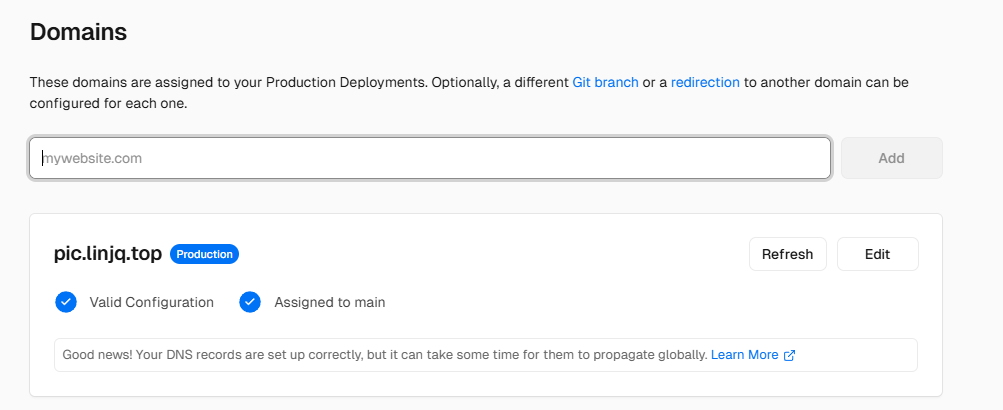 Domains
These domains are assigned to your Production Deployments. Optionally, a different Git branch or a redirection to another domain can be
configured for each one.
mywebsite.com
Add
pic.linjq.top Production
Refresh
Edit
Valid Configuration
Assigned to main
Good news! Your DNS records are set up correctly, but it can take some time for them to propagate globally. Learn More